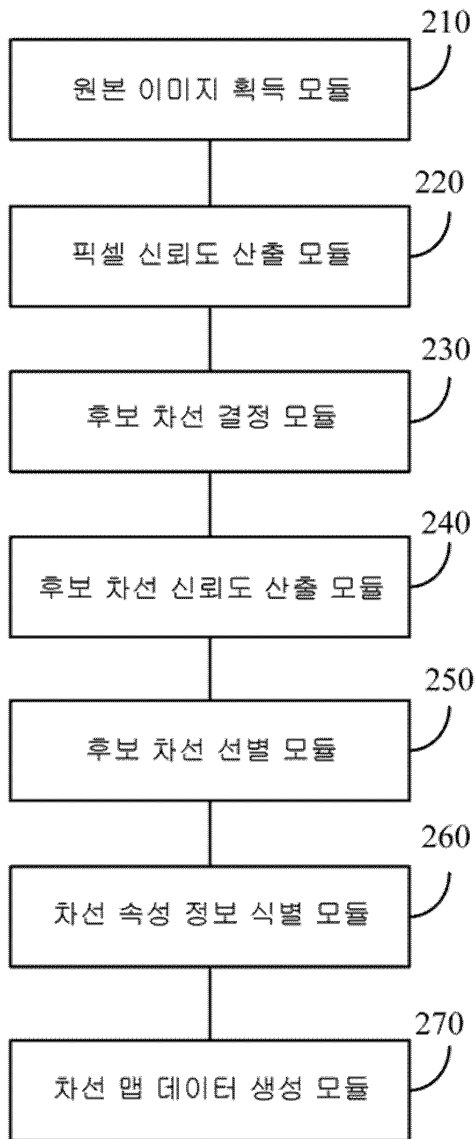 210
원본 이미지 획득 모듈
220
픽셀 신뢰도 산출 모듈
230
후보 차선 결정 모듈
240
후보 차선 신뢰도 산출 모듈
250
후보 차선 선별 모듈
260
차선 속성 정보 식별 모듈
270
차선 맵 데이터 생성 모듈